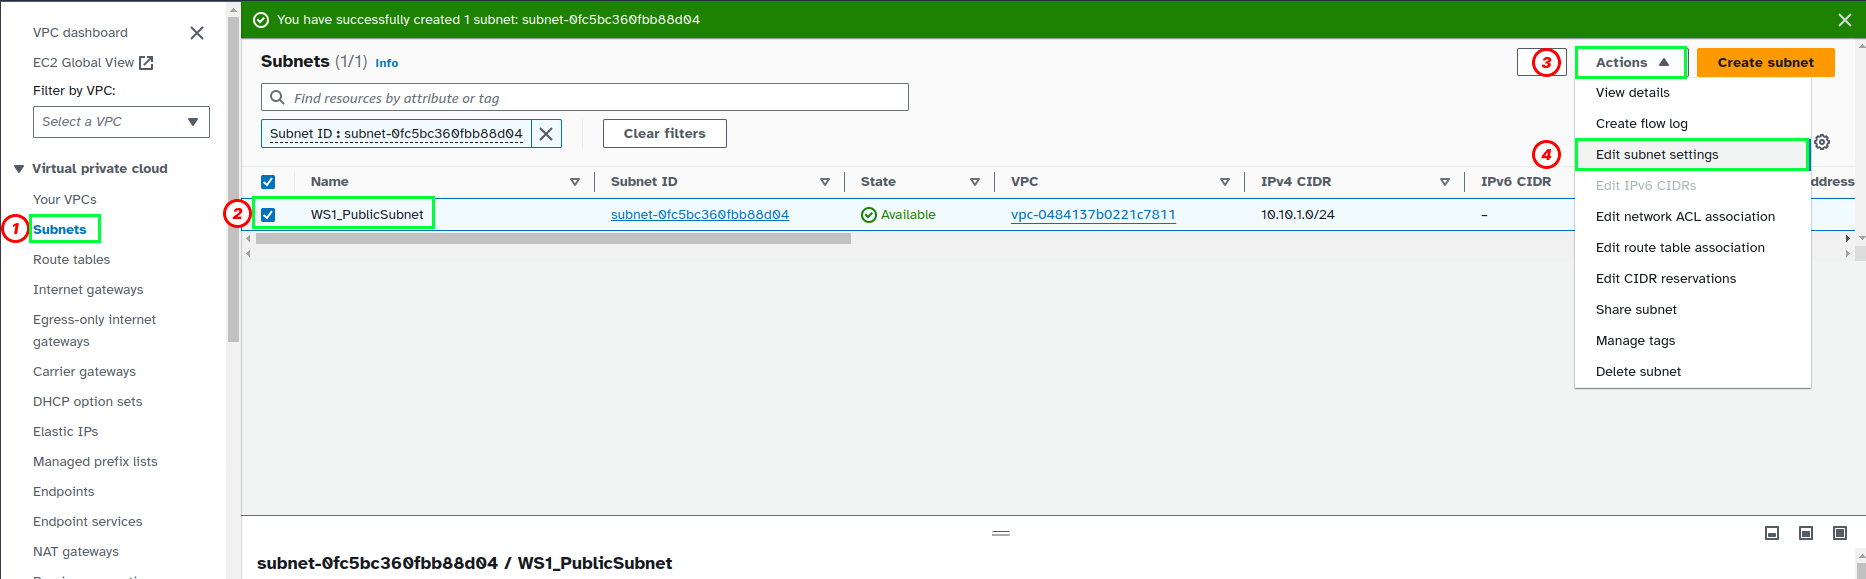 You have successfully created 1 subnet: subnet-0fc5bc360fbb88d04
VPC dashboard
EC2 Global View
Filter by VPC:
Select a VPC
Virtual private cloud
Your VPCs
1 Subnets
Route tables
Internet gateways
Egress-only internet
gateways
Carrier gateways
DHCP option sets
Elastic IPs
Managed prefix lists
Endpoints
Endpoint services
NAT gateways
Subnets (1/1) Info
3 Actions Create subnet
Find resources by attribute or tag
Subnet ID : subnet-0fc5bc360fbb88d04 Clear filters
View details
Create flow log
4 Edit subnet settings
Edit IPv6 CIDRs
Edit network ACL association
Edit route table association
Edit CIDR reservations
Share subnet
Manage tags
Delete subnet
Name Subnet ID State VPC IPv4 CIDR IPv6 CIDR ddress
2 WS1_PublicSubnet subnet-0fc5bc360fbb88d04 Available vpc-0484137b0221c7811 10.10.1.0/24 –
subnet-0fc5bc360fbb88d04 / WS1_PublicSubnet